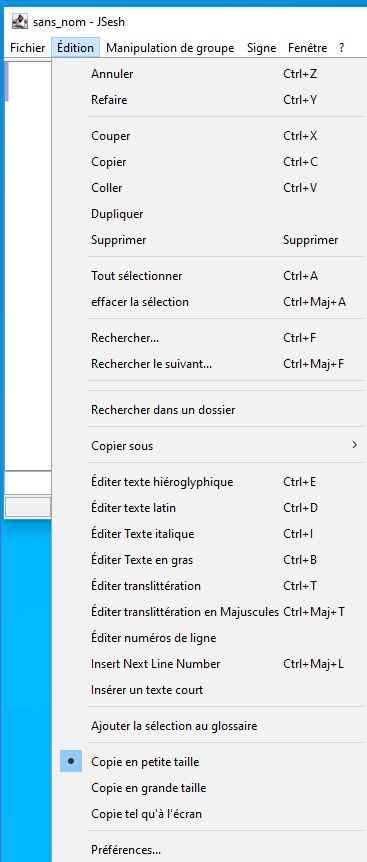 sans_nom - JSesh
Fichier Édition Manipulation de groupe Signe Fenêtre ?
Annuler Ctrl+Z
Refaire Ctrl+Y
Couper Ctrl+X
Copier Ctrl+C
Coller Ctrl+V
Dupliquer
Supprimer Supprimer
Tout sélectionner Ctrl+A
effacer la sélection Ctrl+Maj+A
Rechercher... Ctrl+F
Rechercher le suivant... Ctrl+Maj+F
Rechercher dans un dossier
Copier sous
Éditer texte hiéroglyphique Ctrl+E
Éditer texte latin Ctrl+D
Éditer Texte italique Ctrl+I
Éditer Texte en gras Ctrl+B
Éditer translittération Ctrl+T
Éditer translittération en Majuscules Ctrl+Maj+T
Éditer numéros de ligne
Insert Next Line Number Ctrl+Maj+L
Insérer un texte court
Ajouter la sélection au glossaire
Copie en petite taille
Copie en grande taille
Copie tel qu'à l'écran
Préférences...